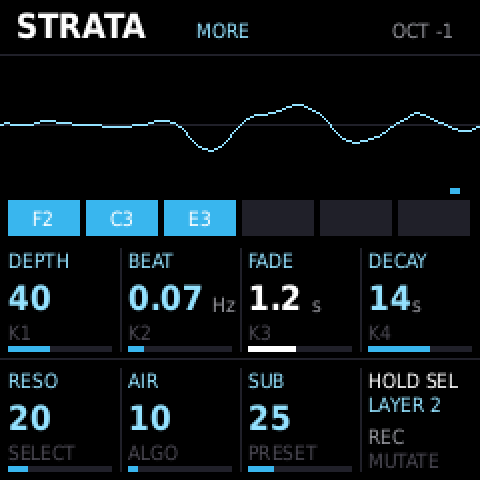 STRATA MORE OCT -1
F2 C3 E3
DEPTH BEAT FADE DECAY
40 0.07 Hz 1.2 s 14s
K1 K2 K3 K4
RESO AIR SUB HOLD SEL
LAYER 2
20 10 25
REC
SELECT ALGO PRESET MUTATE